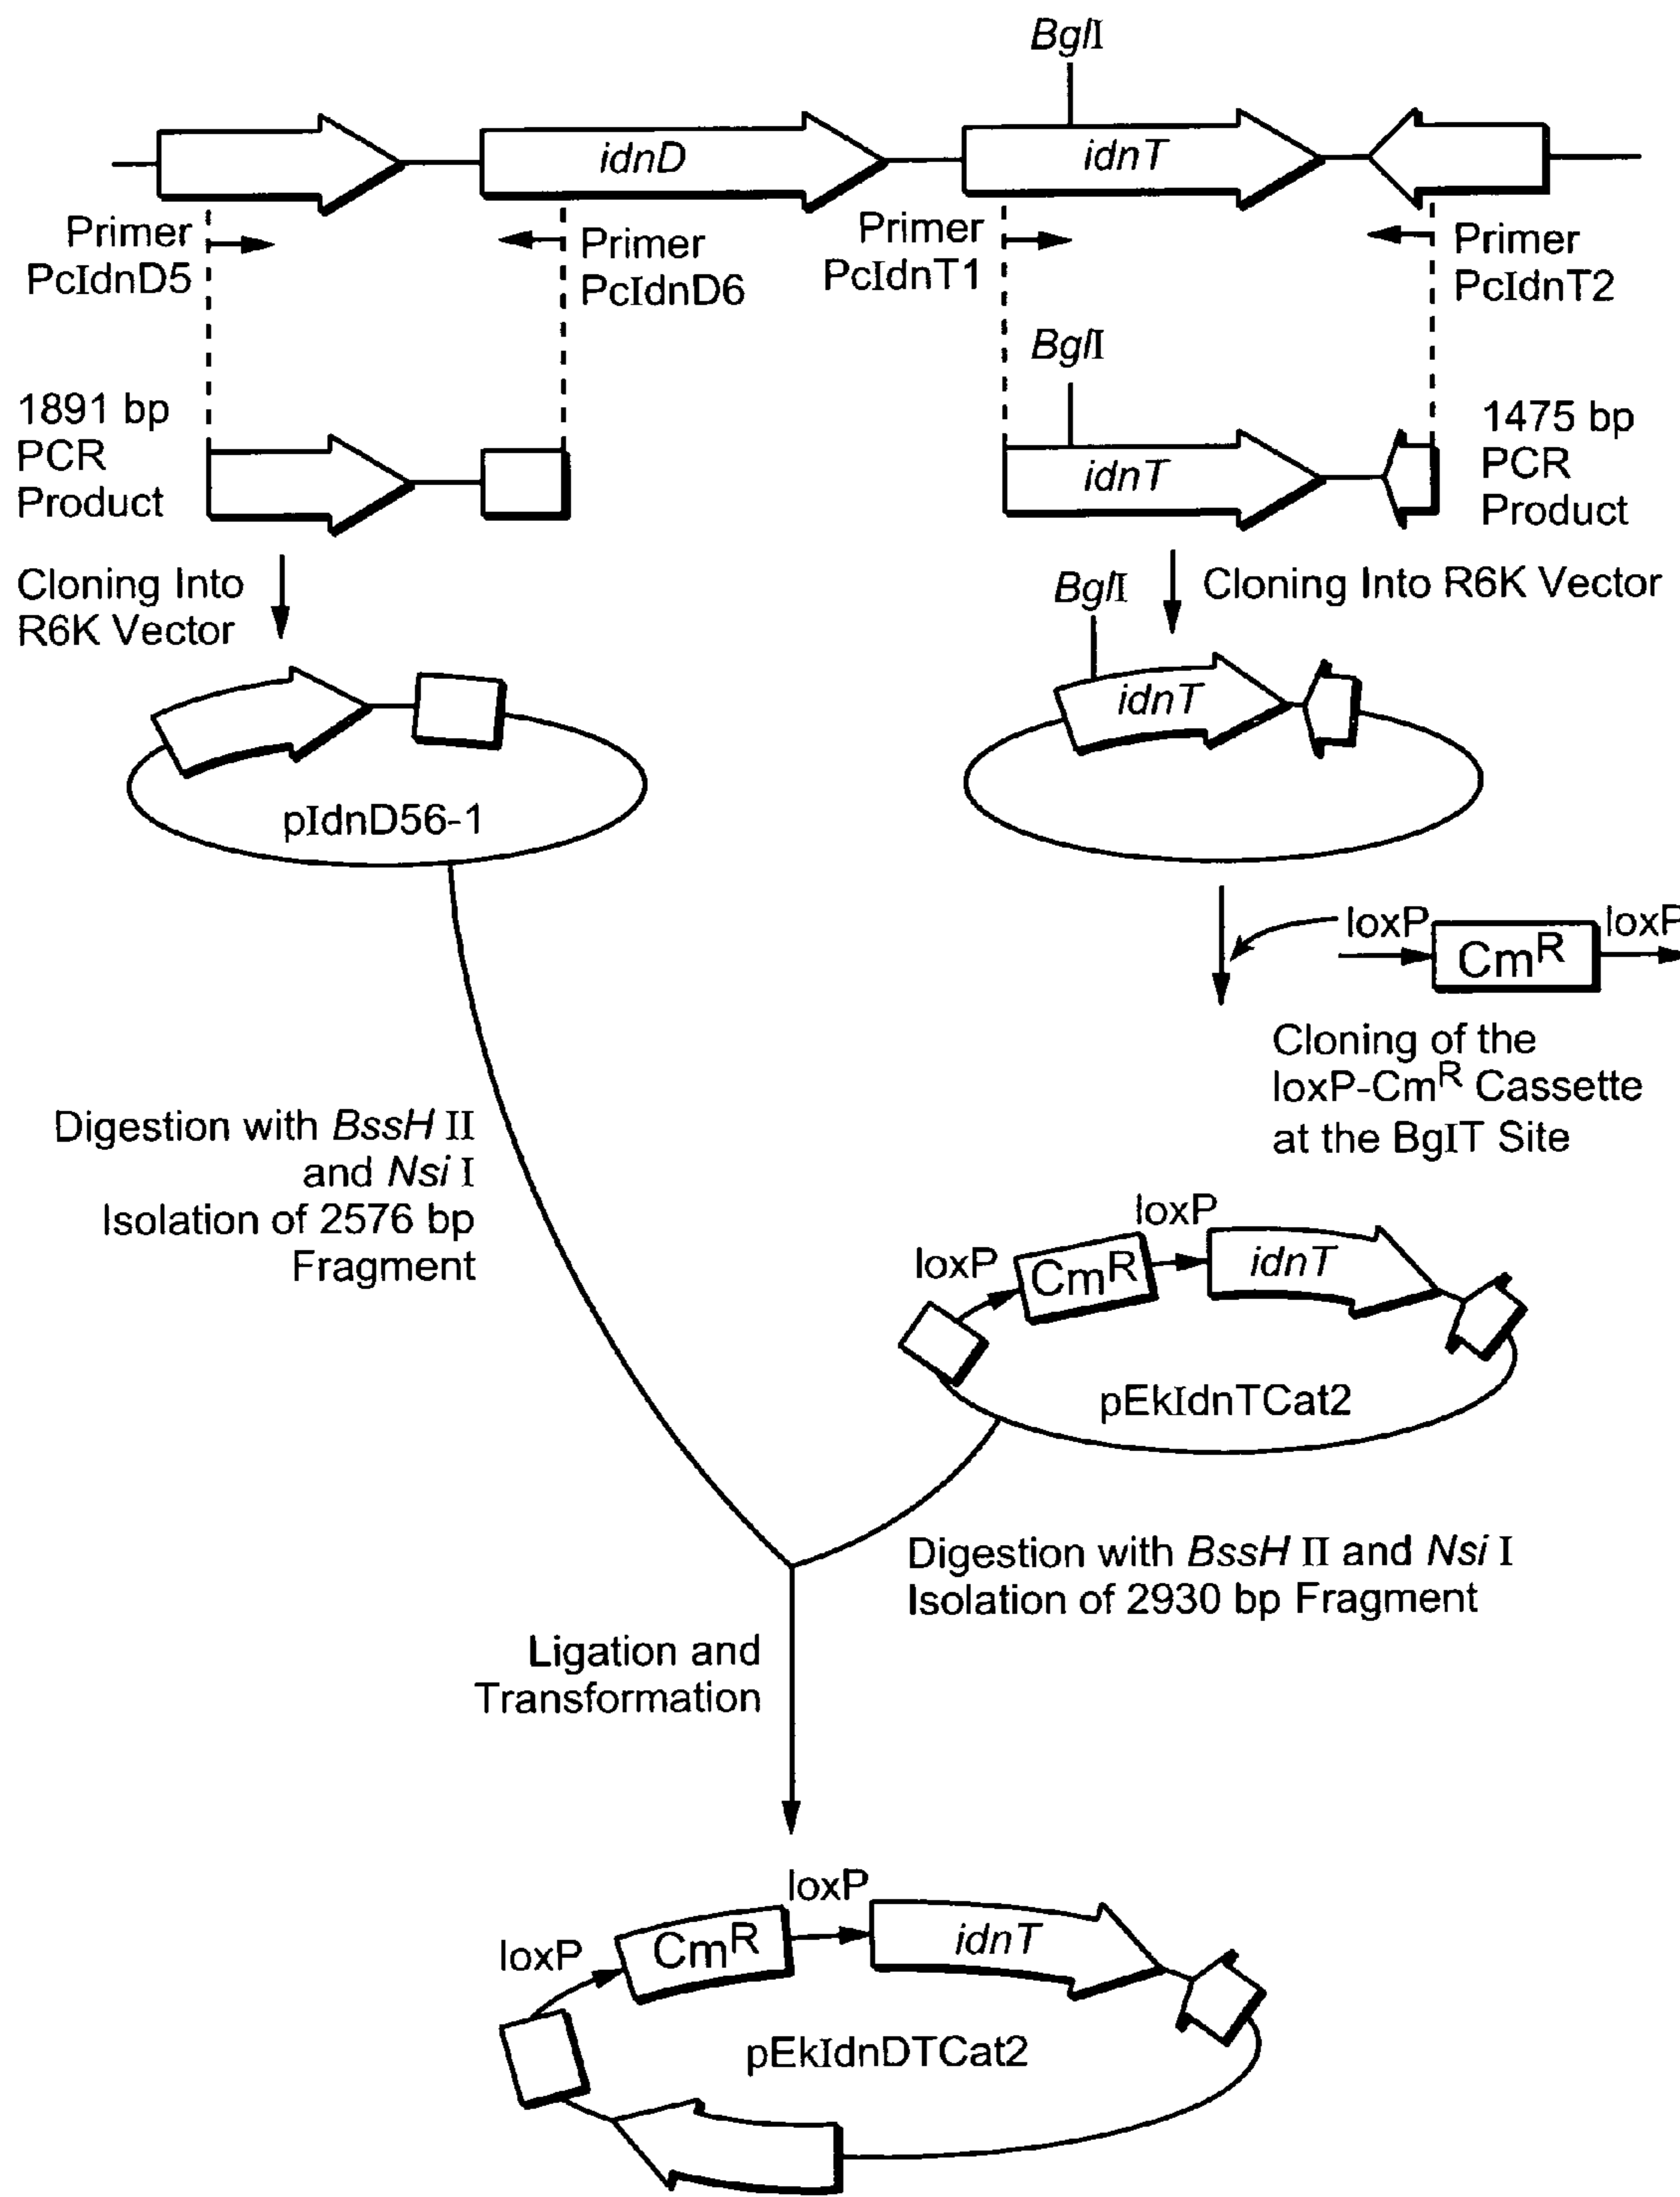 BglI
idnD
idnT
Primer
PcIdnD5
Primer
PcIdnD6
Primer
PcIdnT1
Primer
PcIdnT2
BglI
1891 bp
PCR
Product
idnT
1475 bp
PCR
Product
Cloning Into
R6K Vector
BglI
Cloning Into R6K Vector
idnT
pIdnD56-1
loxP
CmR
loxP
Cloning of the
loxP-CmR Cassette
at the BgIT Site
Digestion with BssH II
and Nsi I
Isolation of 2576 bp
Fragment
loxP
loxP
CmR
idnT
pEkIdnTCat2
Digestion with BssH II and Nsi I
Isolation of 2930 bp Fragment
Ligation and
Transformation
loxP
loxP
CmR
idnT
pEkIdnDTCat2